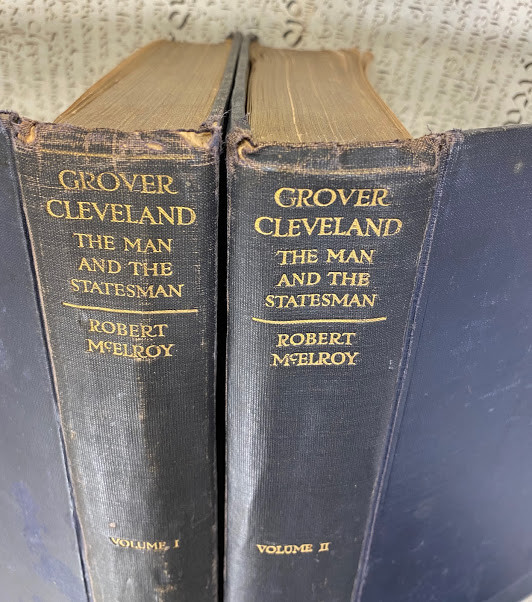 GROVER
CLEVELAND
THE MAN
AND THE
STATESMAN
ROBERT
McELROY
VOLUME I
GROVER
CLEVELAND
THE MAN
AND THE
STATESMAN
ROBERT
McELROY
VOLUME II